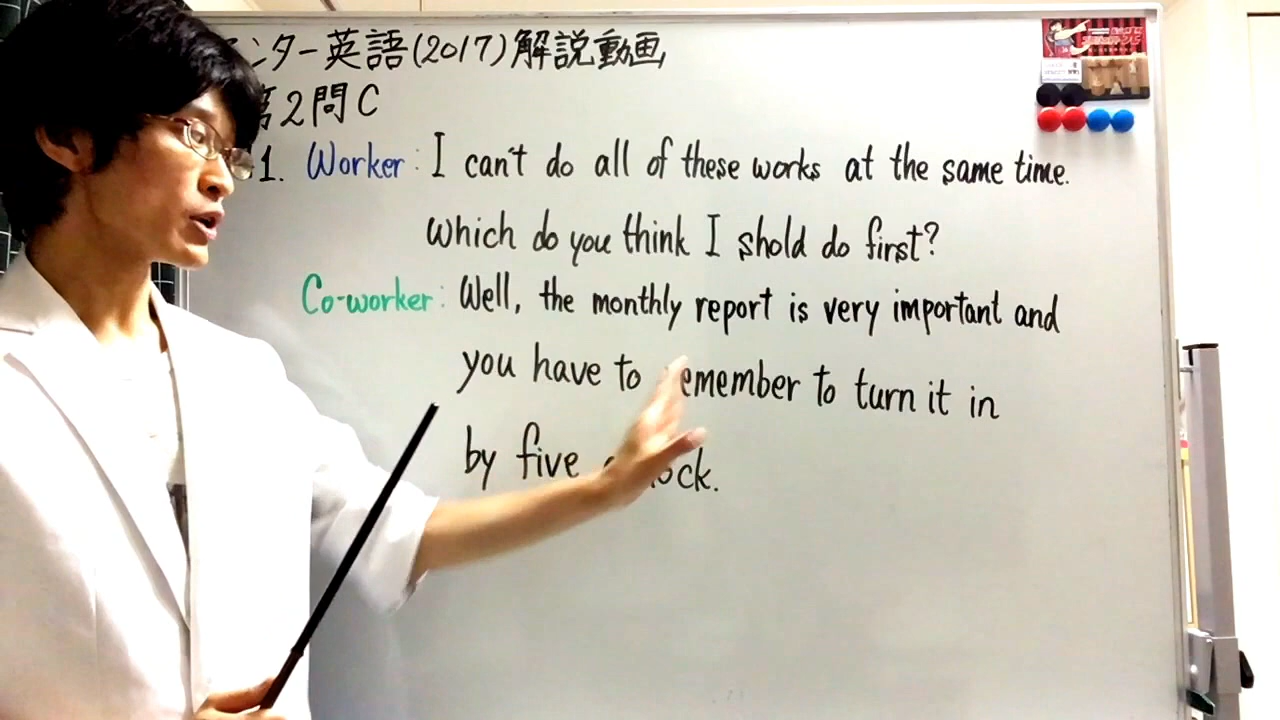 ンター英語(2017)解説動画
第2問C
1. Worker: I can't do all of these works at the same time.
Which do you think I shold do first?
Co-worker: Well, the monthly report is very important and
you have to remember to turn it in
by five